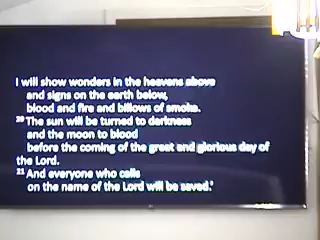 I will show wonders in the heavens above
and signs on the earth below,
blood and fire and billows of smoke.
20 The sun will be turned to darkness
and the moon to blood
before the coming of the great and glorious day of
the Lord.
21 And everyone who calls
on the name of the Lord will be saved.'